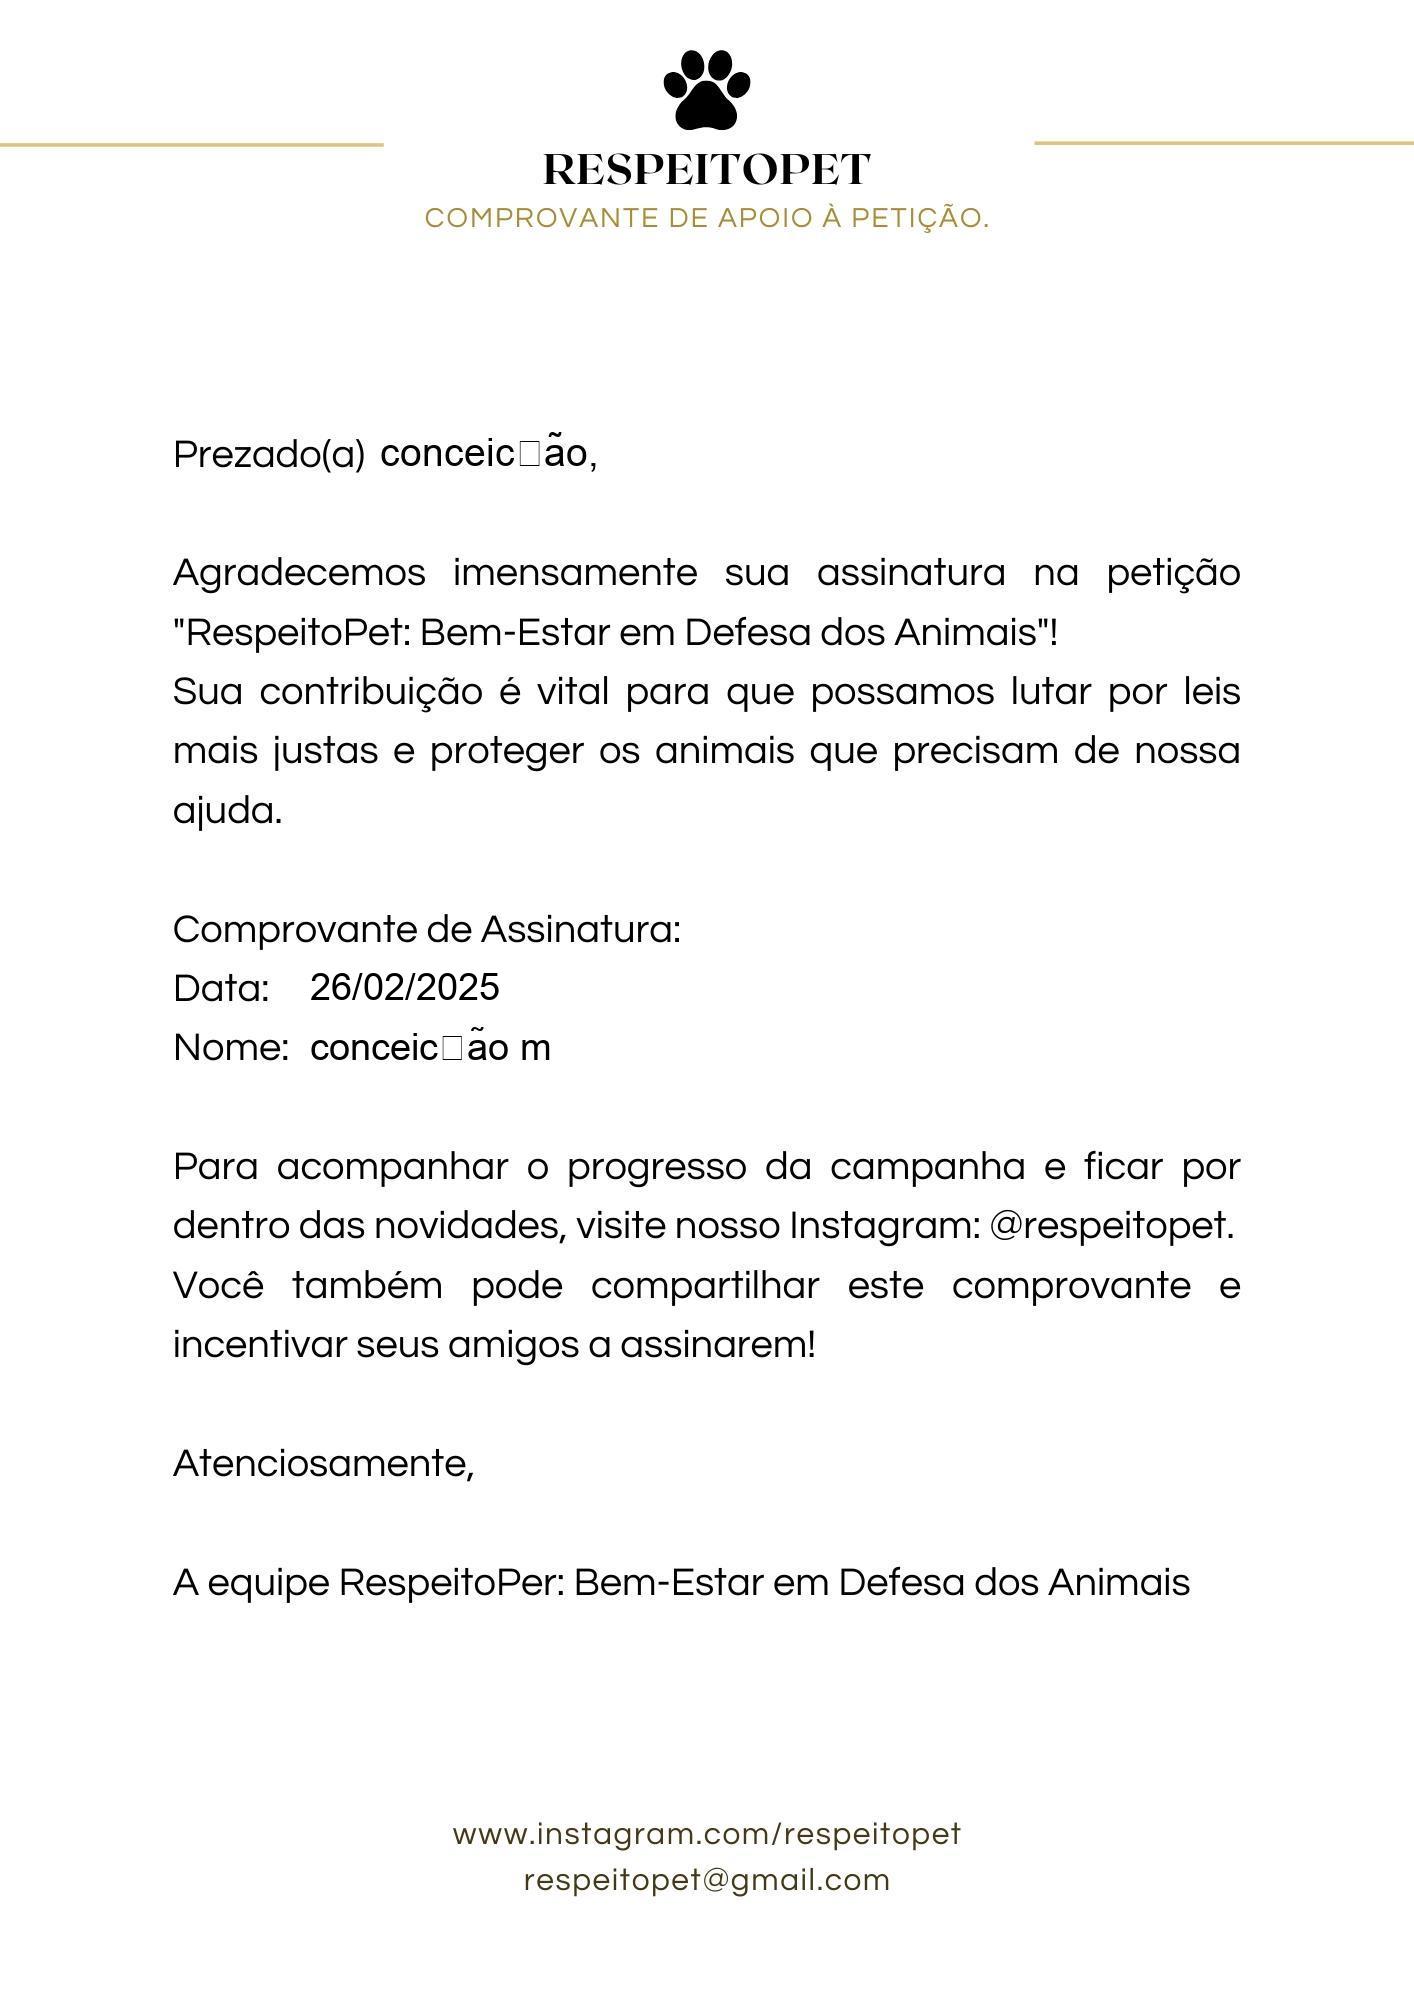 RESPEITOPET
COMPROVANTE DE APOIO À PETIÇÃO.
Prezado(a) conceic□ão,
Agradecemos imensamente sua assinatura na petição
"RespeitoPet: Bem-Estar em Defesa dos Animais"!
Sua contribuição é vital para que possamos lutar por leis
mais justas e proteger os animais que precisam de nossa
ajuda.
Comprovante de Assinatura:
Data: 26/02/2025
Nome: conceic□ão m
Para acompanhar o progresso da campanha e ficar por
dentro das novidades, visite nosso Instagram: @respeitopet.
Você também pode compartilhar este comprovante e
incentivar seus amigos a assinarem!
Atenciosamente,
A equipe RespeitoPer: Bem-Estar em Defesa dos Animais
www.instagram.com/respeitopet
respeitopet@gmail.com